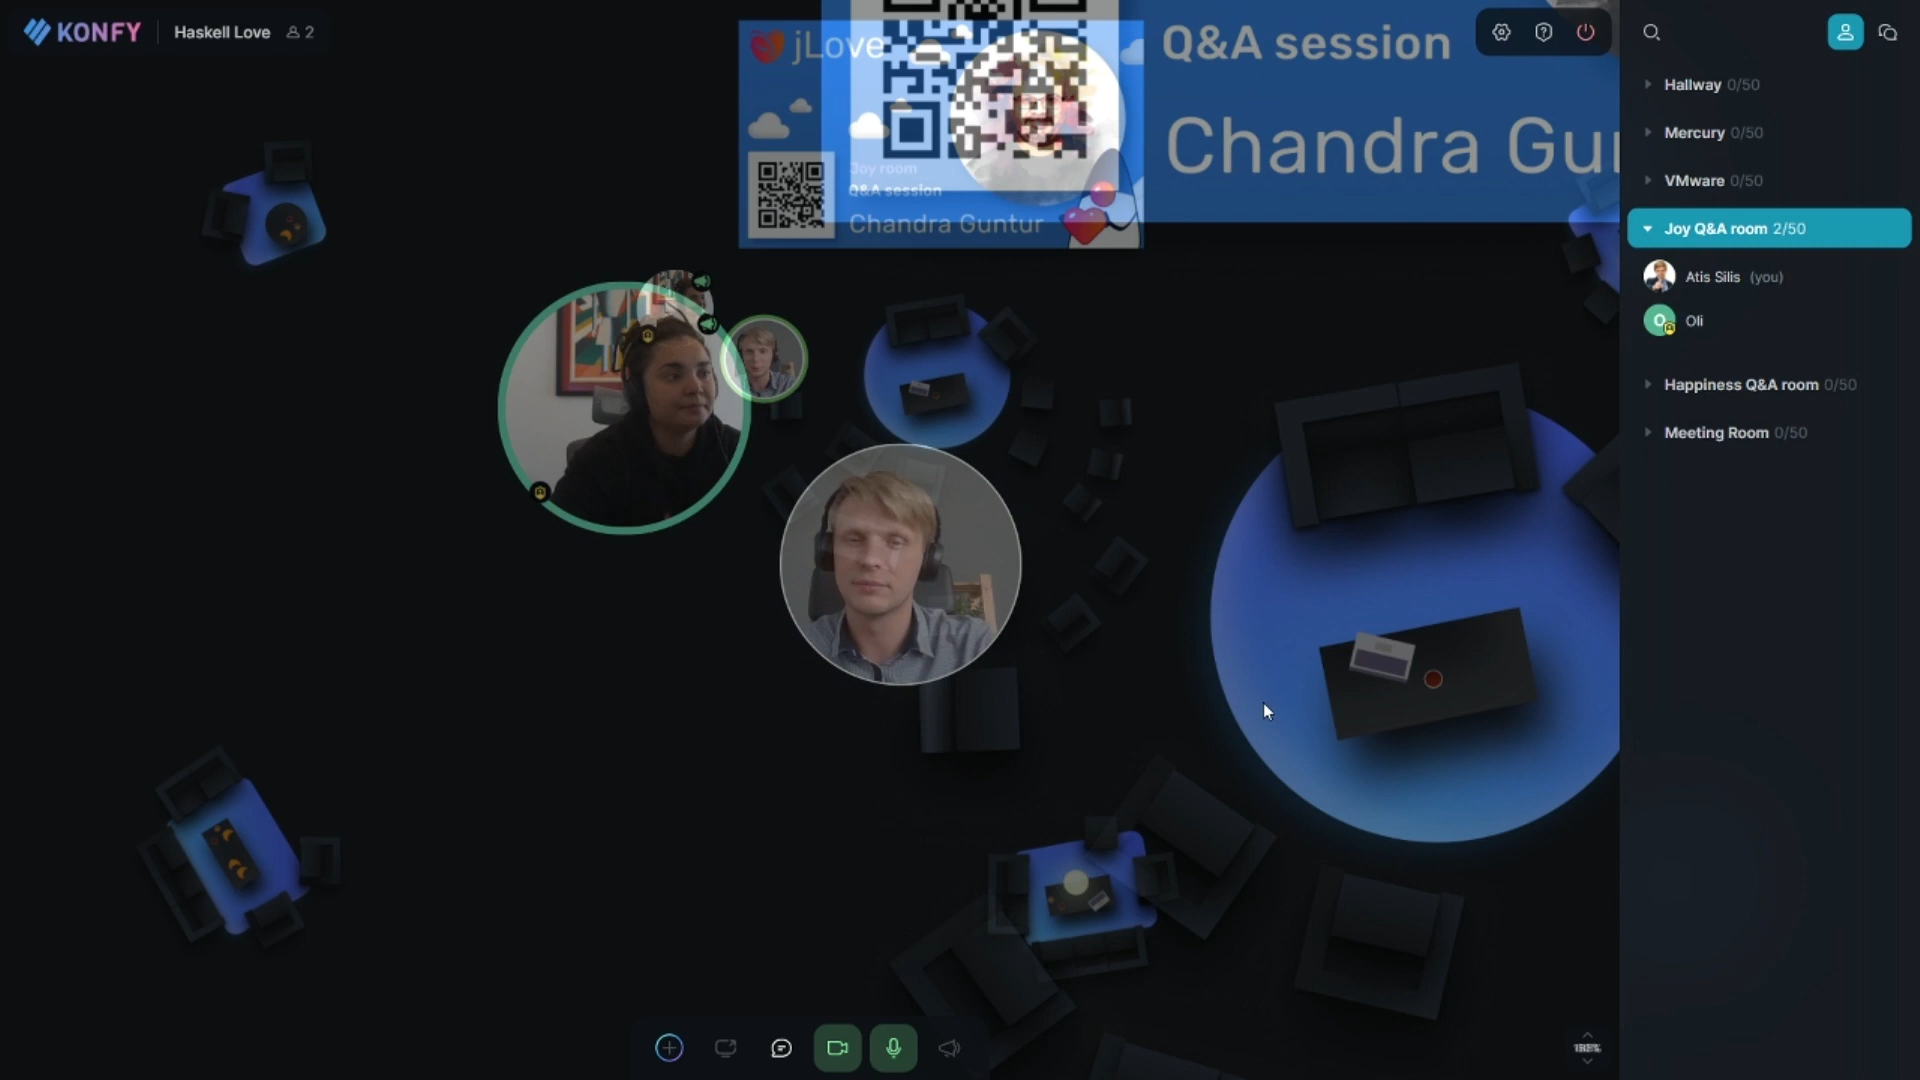 KONFY
Haskell Love
2
jLove
Joy room
Q&A session
Chandra Guntur
Q&A session
Chandra Gu
Hallway 0/50
Mercury 0/50
VMware 0/50
Joy Q&A room 2/50
Atis Silis (you)
O
Oli
Happiness Q&A room 0/50
Meeting Room 0/50